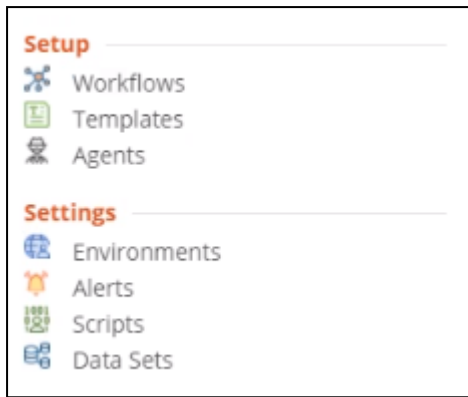 Setup
Workflows
Templates
Agents
Settings
Environments
Alerts
Scripts
Data Sets